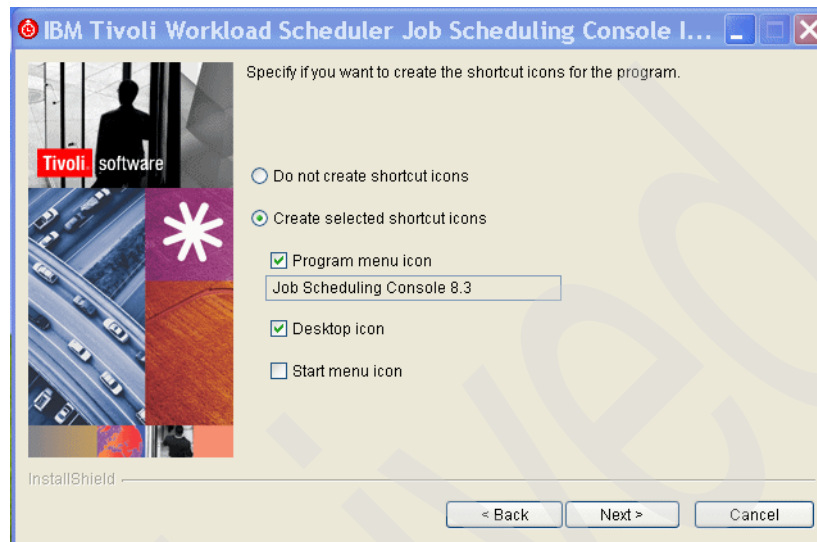 IBM Tivoli Workload Scheduler Job Scheduling Console I...
Specify if you want to create the shortcut icons for the program.
Tivoli. software
Do not create shortcut icons
Create selected shortcut icons
Program menu icon
Job Scheduling Console 8.3
Desktop icon
Start menu icon
InstallShield
< Back
Next >
Cancel